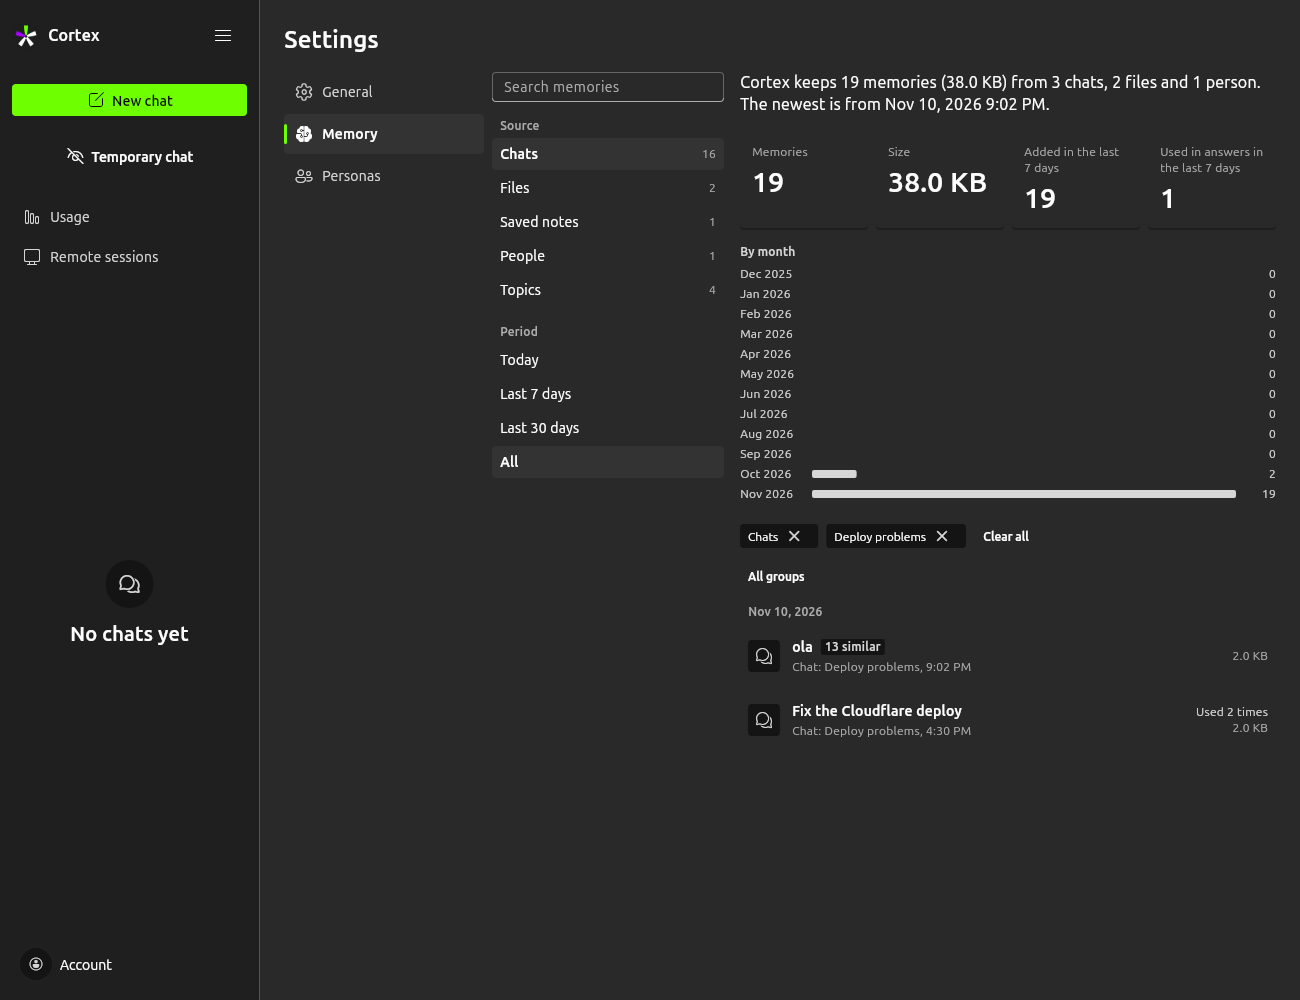 Cortex
New chat
Temporary chat
Usage
Remote sessions
No chats yet
Account
Settings
General
Memory
Personas
Search memories
Source
Chats 16
Files 2
Saved notes 1
People 1
Topics 4
Period
Today
Last 7 days
Last 30 days
All
Cortex keeps 19 memories (38.0 KB) from 3 chats, 2 files and 1 person.
The newest is from Nov 10, 2026 9:02 PM.
Memories
19
Size
38.0 KB
Added in the last
7 days
19
Used in answers in
the last 7 days
1
By month
Dec 2025 0
Jan 2026 0
Feb 2026 0
Mar 2026 0
Apr 2026 0
May 2026 0
Jun 2026 0
Jul 2026 0
Aug 2026 0
Sep 2026 0
Oct 2026 2
Nov 2026 19
Chats Deploy problems Clear all
All groups
Nov 10, 2026
ola 13 similar
Chat: Deploy problems, 9:02 PM
2.0 KB
Fix the Cloudflare deploy
Chat: Deploy problems, 4:30 PM
Used 2 times
2.0 KB